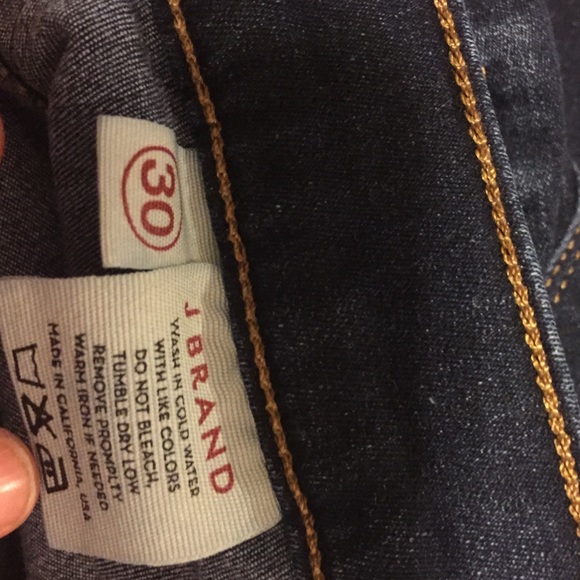 30
J BRAND
WASH IN COLD WATER
WITH LIKE COLORS
DO NOT BLEACH,
TUMBLE DRY LOW
REMOVE PROMPLTY
WARM IRON IF NEEDED
MADE IN CALIFORNIA, USA